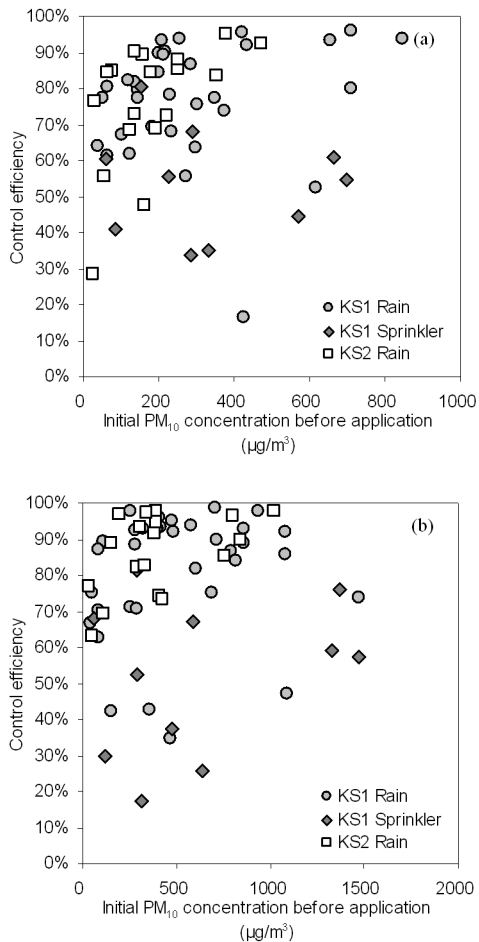 100%
(a)
90%
80%
70%
60%
50%
40%
30%
20%
10%
0%
Control efficiency
KS1 Rain
KS1 Sprinkler
KS2 Rain
0 200 400 600 800 1000
Initial PM10 concentration before application
(µg/m³)
100%
(b)
90%
80%
70%
60%
50%
40%
30%
20%
10%
0%
Control efficiency
KS1 Rain
KS1 Sprinkler
KS2 Rain
0 500 1000 1500 2000
Initial PM10 concentration before application
(µg/m³)